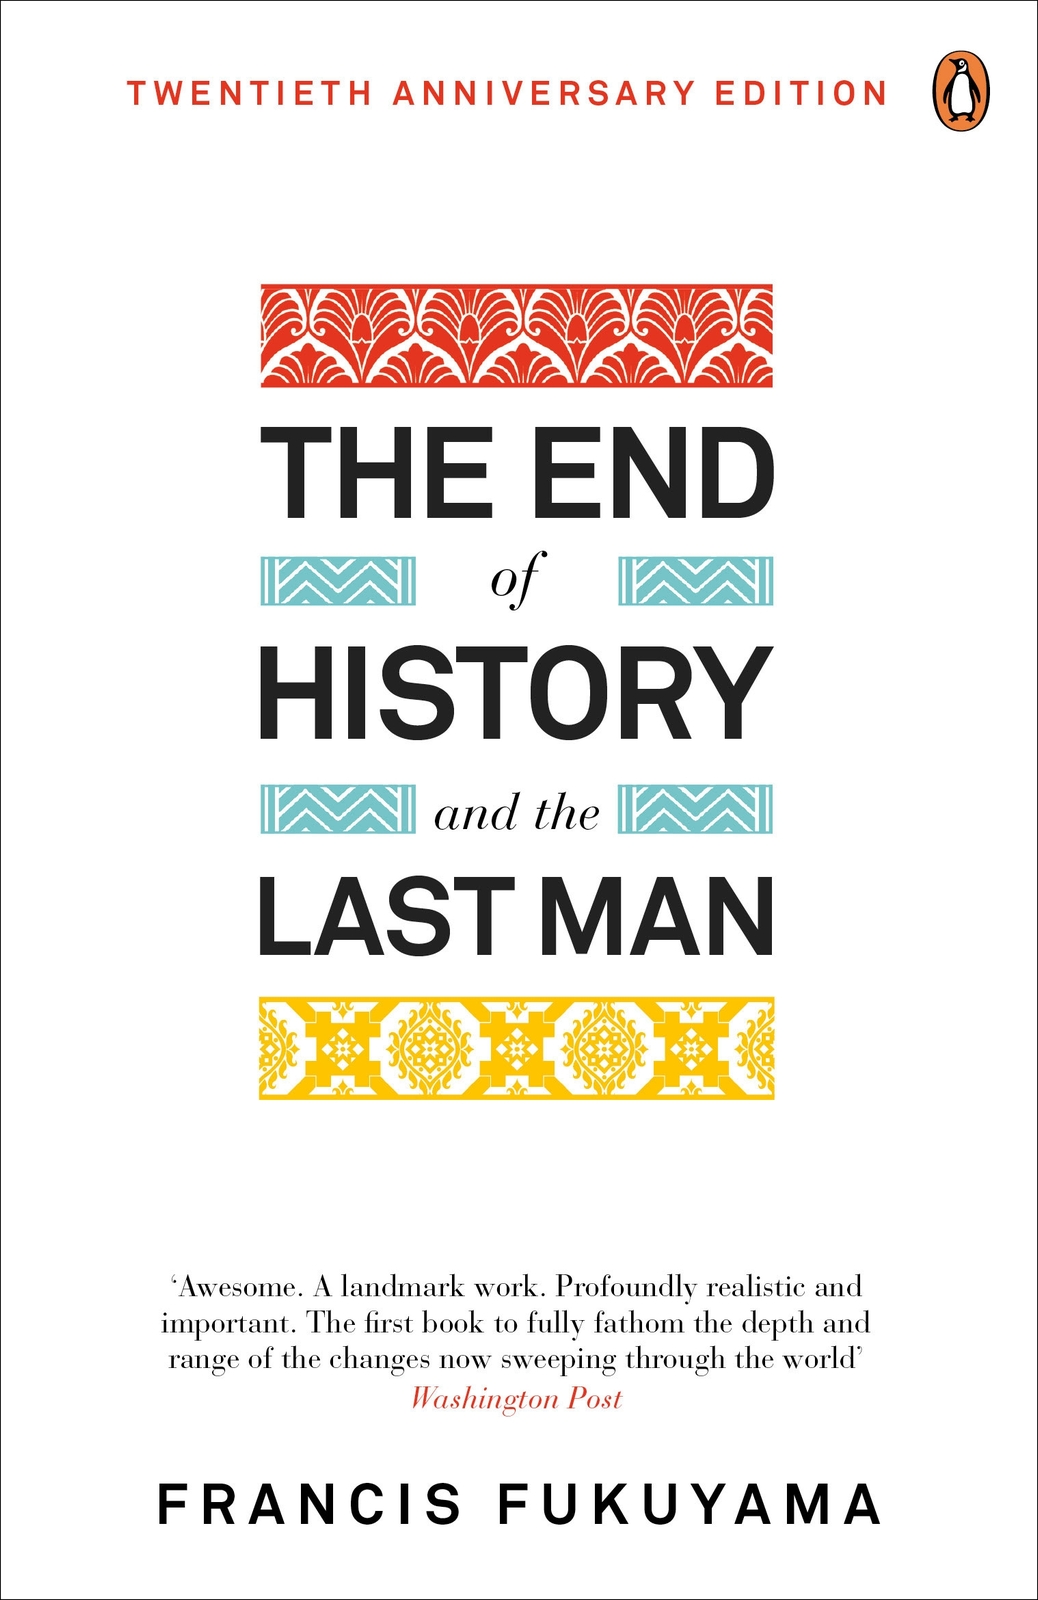 TWENTIETH ANNIVERSARY EDITION
THE END
of
HISTORY
and the
LAST MAN
‘Awesome. A landmark work. Profoundly realistic and
important. The first book to fully fathom the depth and
range of the changes now sweeping through the world’
Washington Post
FRANCIS FUKUYAMA